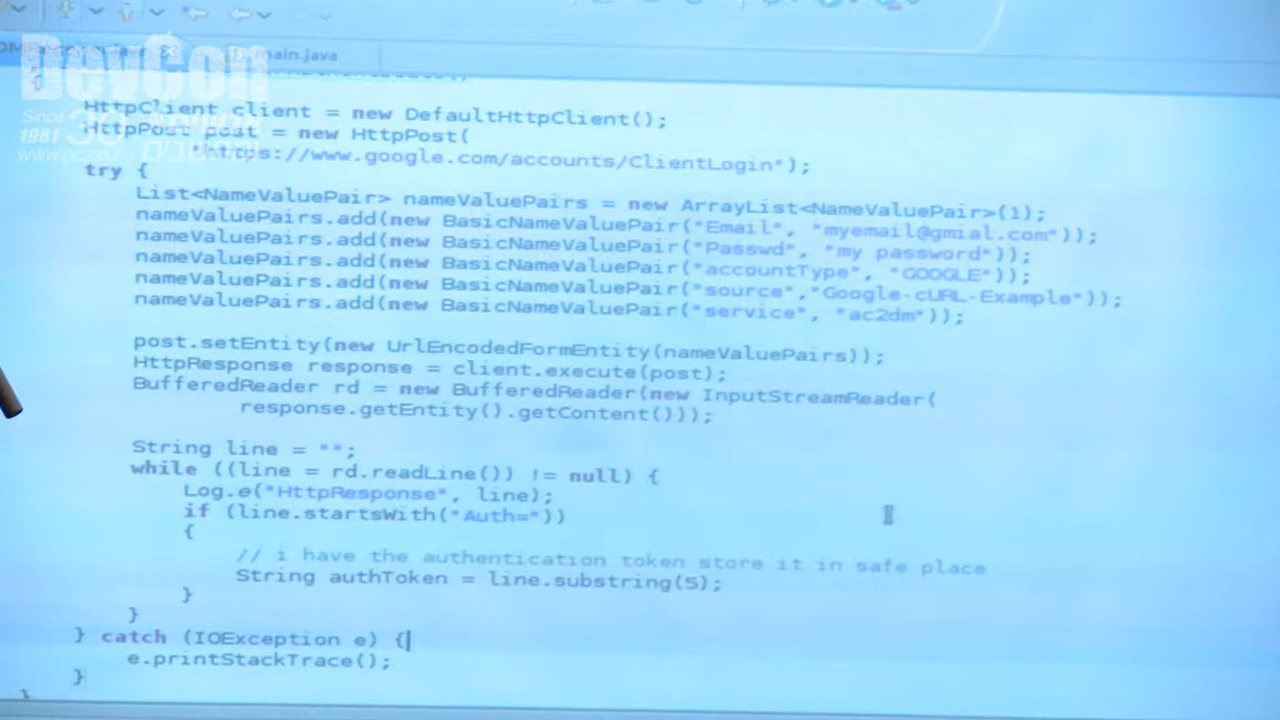 main.java
DevCon
Since
1981
30
HttpClient client = new DefaultHttpClient();
HttpPost post = new HttpPost(
https://www.google.com/accounts/ClientLogin");
try {
List<NameValuePair> nameValuePairs = new ArrayList<NameValuePair>(1);
nameValuePairs.add(new BasicNameValuePair("Email", "myemail@gmial.com"));
nameValuePairs.add(new BasicNameValuePair("Passwd", "my password"));
nameValuePairs.add(new BasicNameValuePair("accountType", "GOOGLE"));
nameValuePairs.add(new BasicNameValuePair("source","Google-cURL-Example"));
nameValuePairs.add(new BasicNameValuePair("service", "ac2dm"));
post.setEntity(new UrlEncodedFormEntity(nameValuePairs));
HttpResponse response = client.execute(post);
BufferedReader rd = new BufferedReader(new InputStreamReader(
response.getEntity().getContent()));
String line = "";
while ((line = rd.readLine()) != null) {
Log.e("HttpResponse", line);
if (line.startsWith("Auth="))
{
// i have the authentication token store it in safe place
String authToken = line.substring(5);
}
}
} catch (IOException e) {
e.printStackTrace();
}
}